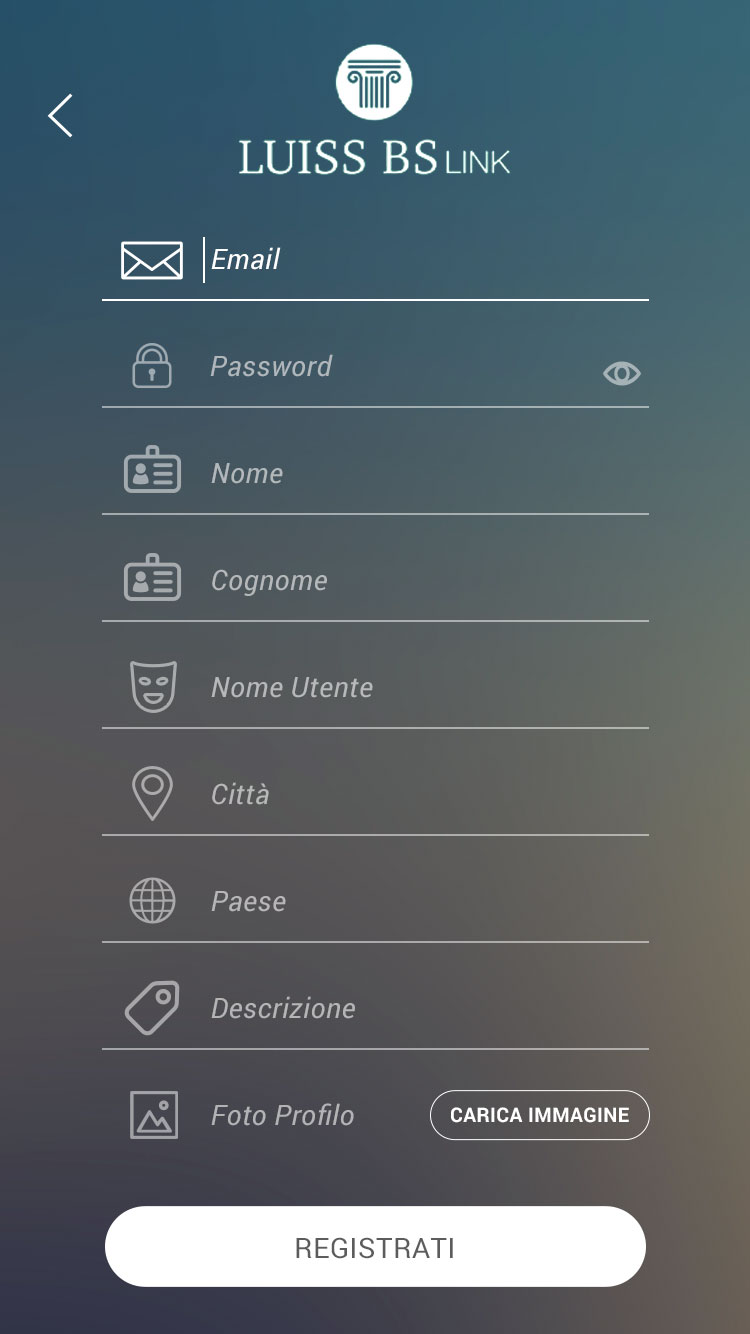 LUISS BS LINK
Email
Password
Nome
Cognome
Nome Utente
Città
Paese
Descrizione
Foto Profilo CARICA IMMAGINE
REGISTRATI